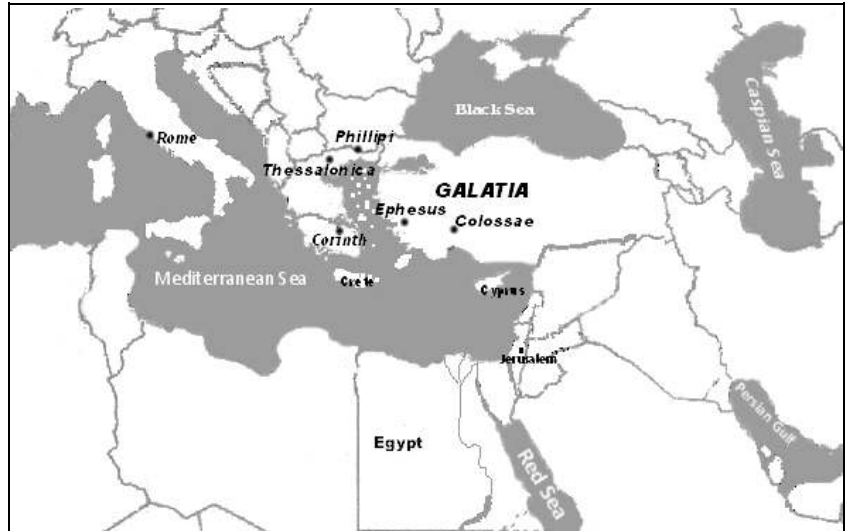 Black Sea
Caspian Sea
Rome
Phillipi
Thessalonica
GALATIA
Ephesus
Colossae
Corinth
Mediterranean Sea
Crete
Cyprus
Jerusalem
Persian Gulf
Egypt
Red Sea